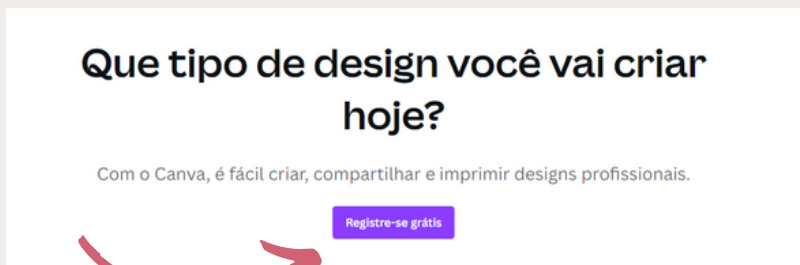 Que tipo de design você vai criar
hoje?
Com o Canva, é fácil criar, compartilhar e imprimir designs profissionais.
Registre-se grátis